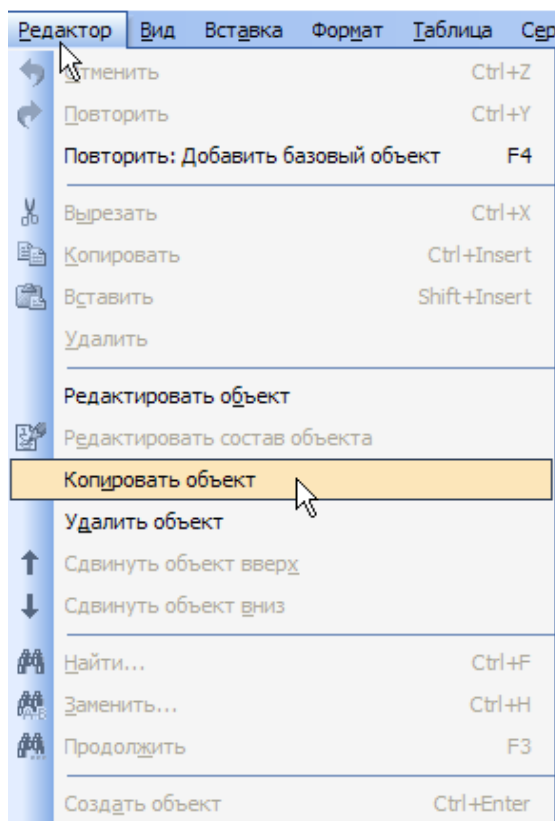 Редактор Вид Вставка Формат Таблица Сер
Отменить Ctrl+Z
Повторить Ctrl+Y
Повторить: Добавить базовый объект F4
Вырезать Ctrl+X
Копировать Ctrl+Insert
Вставить Shift+Insert
Удалить
Редактировать объект
Редактировать состав объекта
Копировать объект
Удалить объект
Сдвинуть объект вверх
Сдвинуть объект вниз
Найти... Ctrl+F
Заменить... Ctrl+H
Продолжить F3
Создать объект Ctrl+Enter